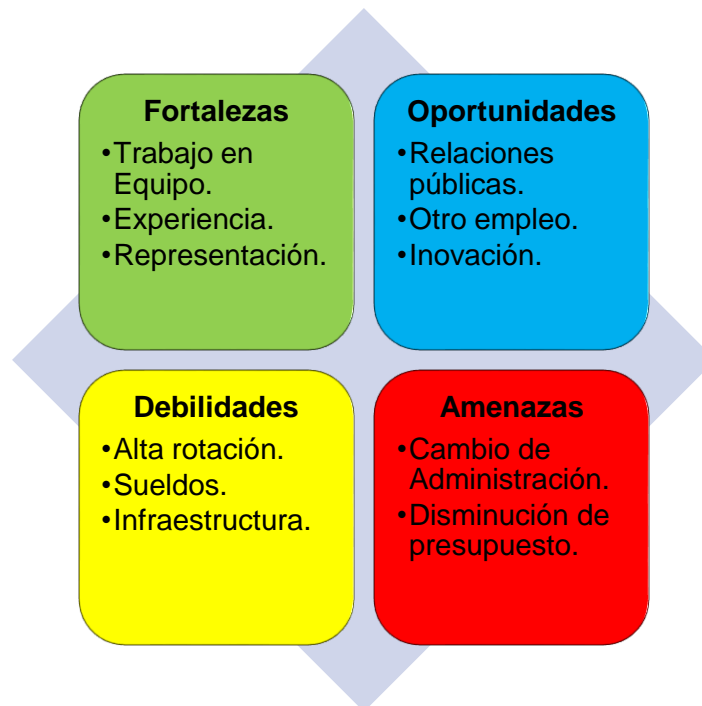 Fortalezas
•Trabajo en
Equipo.
•Experiencia.
•Representación.
Oportunidades
•Relaciones
públicas.
•Otro empleo.
•Inovación.
Debilidades
•Alta rotación.
•Sueldos.
•Infraestructura.
Amenazas
•Cambio de
Administración.
•Disminución de
presupuesto.